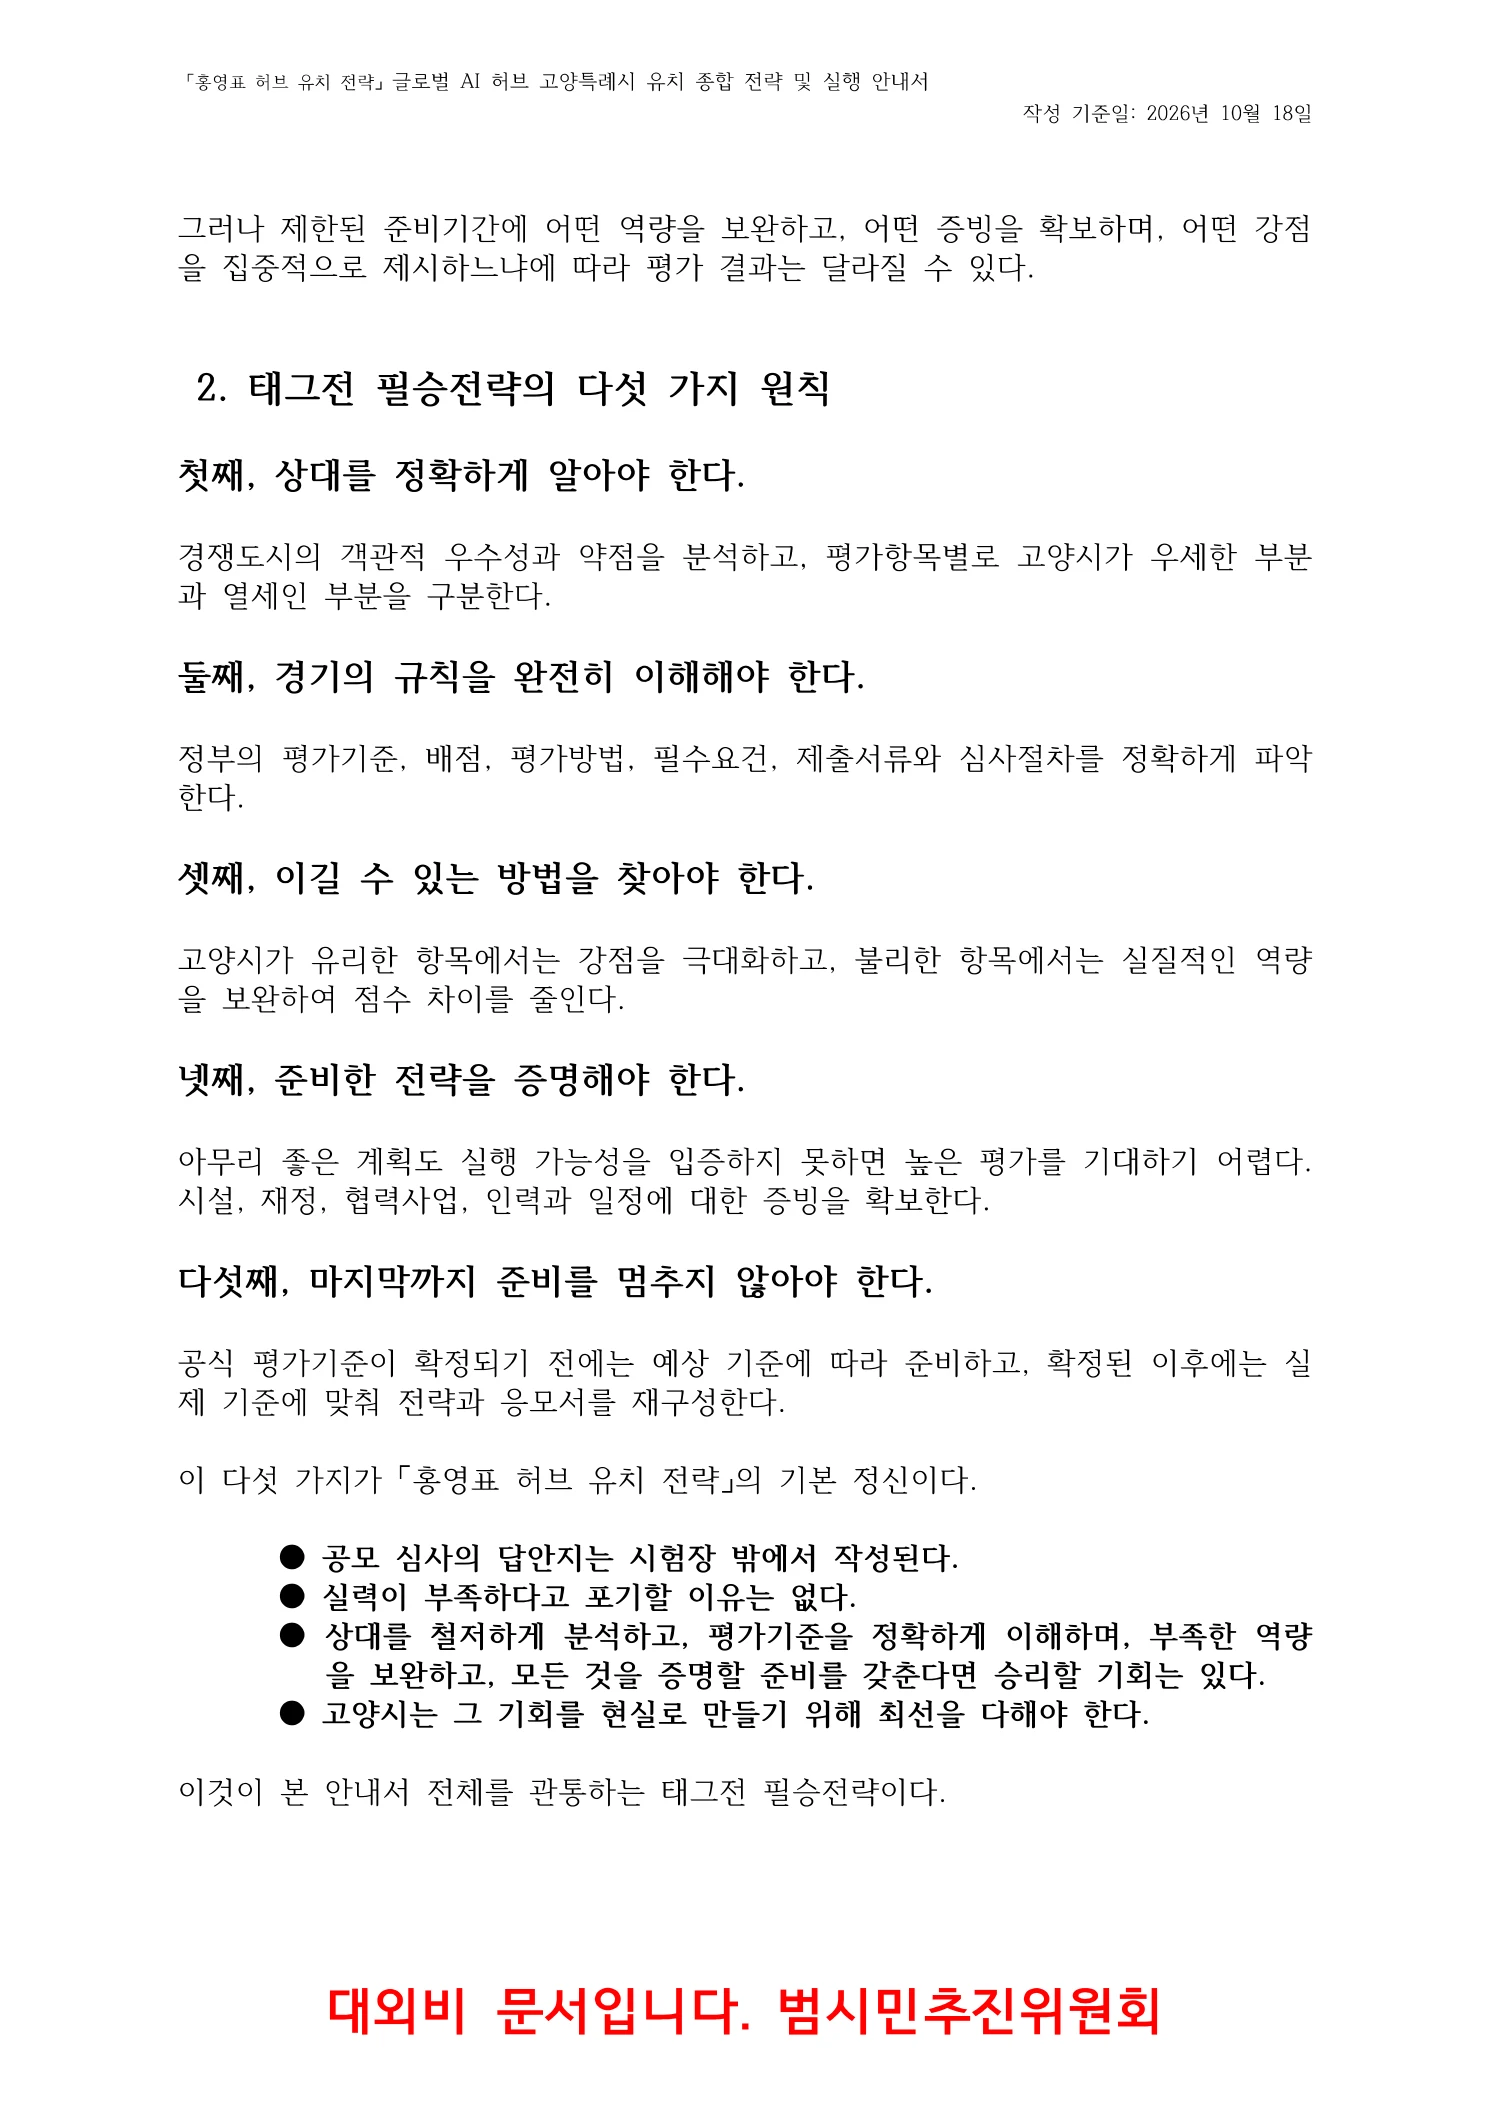 「홍영표 허브 유치 전략」 글로벌 AI 허브 고양특례시 유치 종합 전략 및 실행 안내서
작성 기준일: 2026년 10월 18일
그러나 제한된 준비기간에 어떤 역량을 보완하고, 어떤 증빙을 확보하며, 어떤 강점
을 집중적으로 제시하느냐에 따라 평가 결과는 달라질 수 있다.
2. 태그전 필승전략의 다섯 가지 원칙
첫째, 상대를 정확하게 알아야 한다.
경쟁도시의 객관적 우수성과 약점을 분석하고, 평가항목별로 고양시가 우세한 부분
과 열세인 부분을 구분한다.
둘째, 경기의 규칙을 완전히 이해해야 한다.
정부의 평가기준, 배점, 평가방법, 필수요건, 제출서류와 심사절차를 정확하게 파악
한다.
셋째, 이길 수 있는 방법을 찾아야 한다.
고양시가 유리한 항목에서는 강점을 극대화하고, 불리한 항목에서는 실질적인 역량
을 보완하여 점수 차이를 줄인다.
넷째, 준비한 전략을 증명해야 한다.
아무리 좋은 계획도 실행 가능성을 입증하지 못하면 높은 평가를 기대하기 어렵다.
시설, 재정, 협력사업, 인력과 일정에 대한 증빙을 확보한다.
다섯째, 마지막까지 준비를 멈추지 않아야 한다.
공식 평가기준이 확정되기 전에는 예상 기준에 따라 준비하고, 확정된 이후에는 실
제 기준에 맞춰 전략과 응모서를 재구성한다.
이 다섯 가지가 「홍영표 허브 유치 전략」의 기본 정신이다.
● 공모 심사의 답안지는 시험장 밖에서 작성된다.
● 실력이 부족하다고 포기할 이유는 없다.
● 상대를 철저하게 분석하고, 평가기준을 정확하게 이해하며, 부족한 역량
을 보완하고, 모든 것을 증명할 준비를 갖춘다면 승리할 기회는 있다.
● 고양시는 그 기회를 현실로 만들기 위해 최선을 다해야 한다.
이것이 본 안내서 전체를 관통하는 태그전 필승전략이다.
대외비 문서입니다. 범시민추진위원회